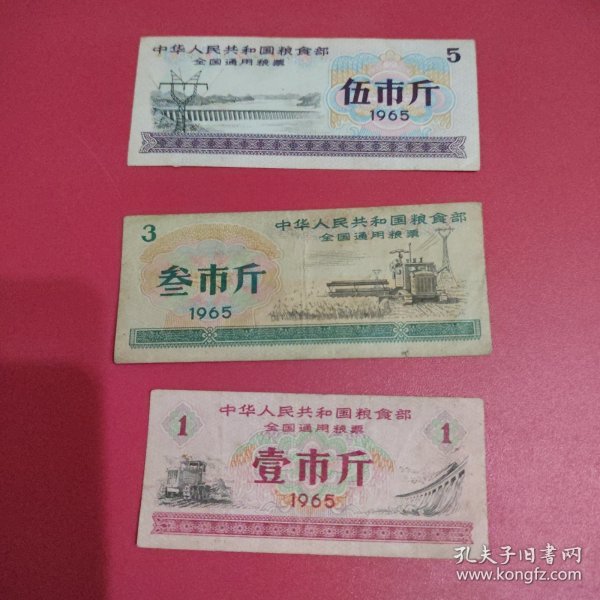 中华人民共和国粮食部
全国通用粮票
5
伍市斤
1965
3
中华人民共和国粮食部
全国通用粮票
叁市斤
1965
中华人民共和国粮食部
全国通用粮票
1
1
壹市斤
1965
孔夫子旧书网
www.kongfz.com